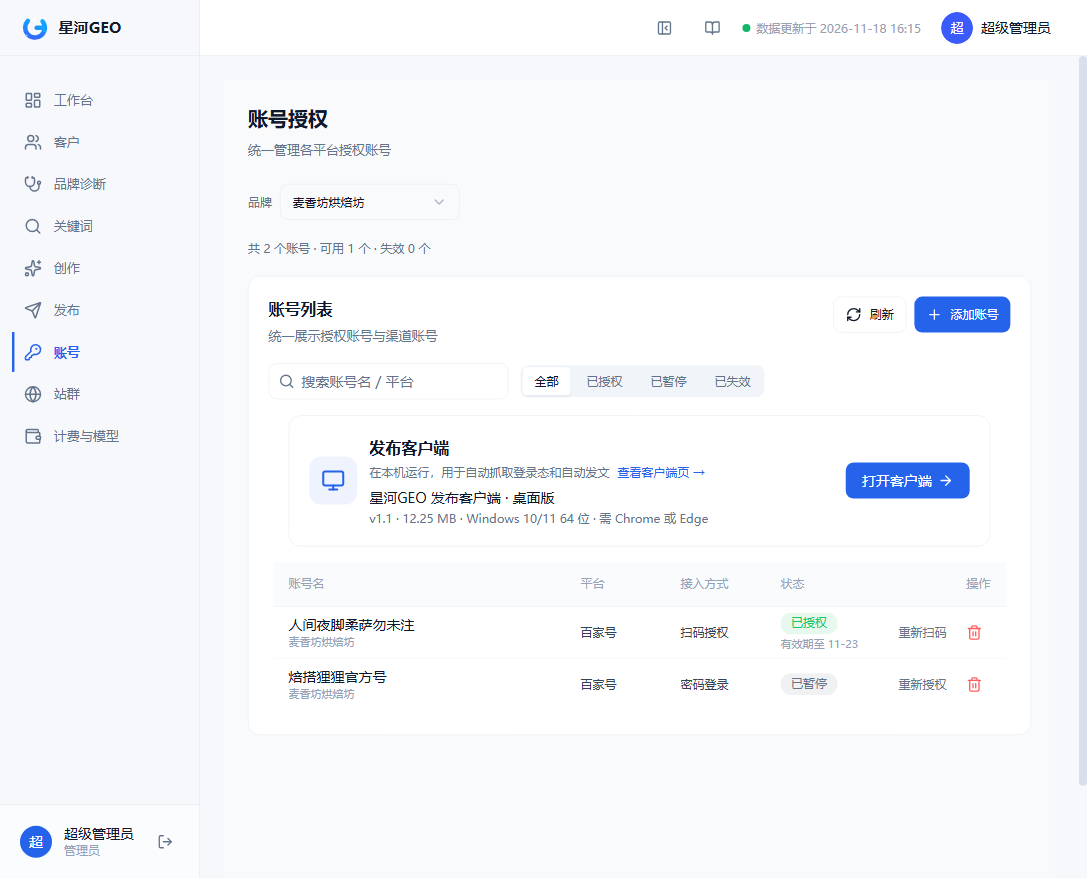 星河GEO
数据更新于 2026-11-18 16:15
超 超级管理员
工作台
客户
品牌诊断
关键词
创作
发布
账号
站群
计费与模型
超 超级管理员
管理员
账号授权
统一管理各平台授权账号
品牌 麦香坊烘焙坊
共 2 个账号 · 可用 1 个 · 失效 0 个
账号列表
统一展示授权账号与渠道账号
刷新
添加账号
搜索账号名 / 平台
全部 已授权 已暂停 已失效
发布客户端
在本机运行，用于自动抓取登录态和自动发文 查看客户端页 →
星河GEO 发布客户端 · 桌面版
v1.1 · 12.25 MB · Windows 10/11 64 位 · 需 Chrome 或 Edge
打开客户端 →
账号名 平台 接入方式 状态 操作
人间夜脚柔萨勿未注 百家号 扫码授权 已授权 重新扫码
麦香坊烘焙坊 有效期至 11-23
焙搭狸狸官方号 百家号 密码登录 已暂停 重新授权
麦香坊烘焙坊